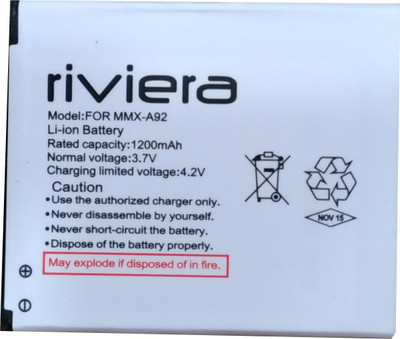 riviera
Model:FOR MMX-A92
Li-ion Battery
Rated capacity:1200mAh
Normal voltage:3.7V
Charging limited voltage:4.2V
Caution
•Use the authorized charger only.
•Never disassemble by yourself.
•Never short-circuit the battery.
•Dispose of the battery properly.
May explode if disposed of in fire.
NOV 15